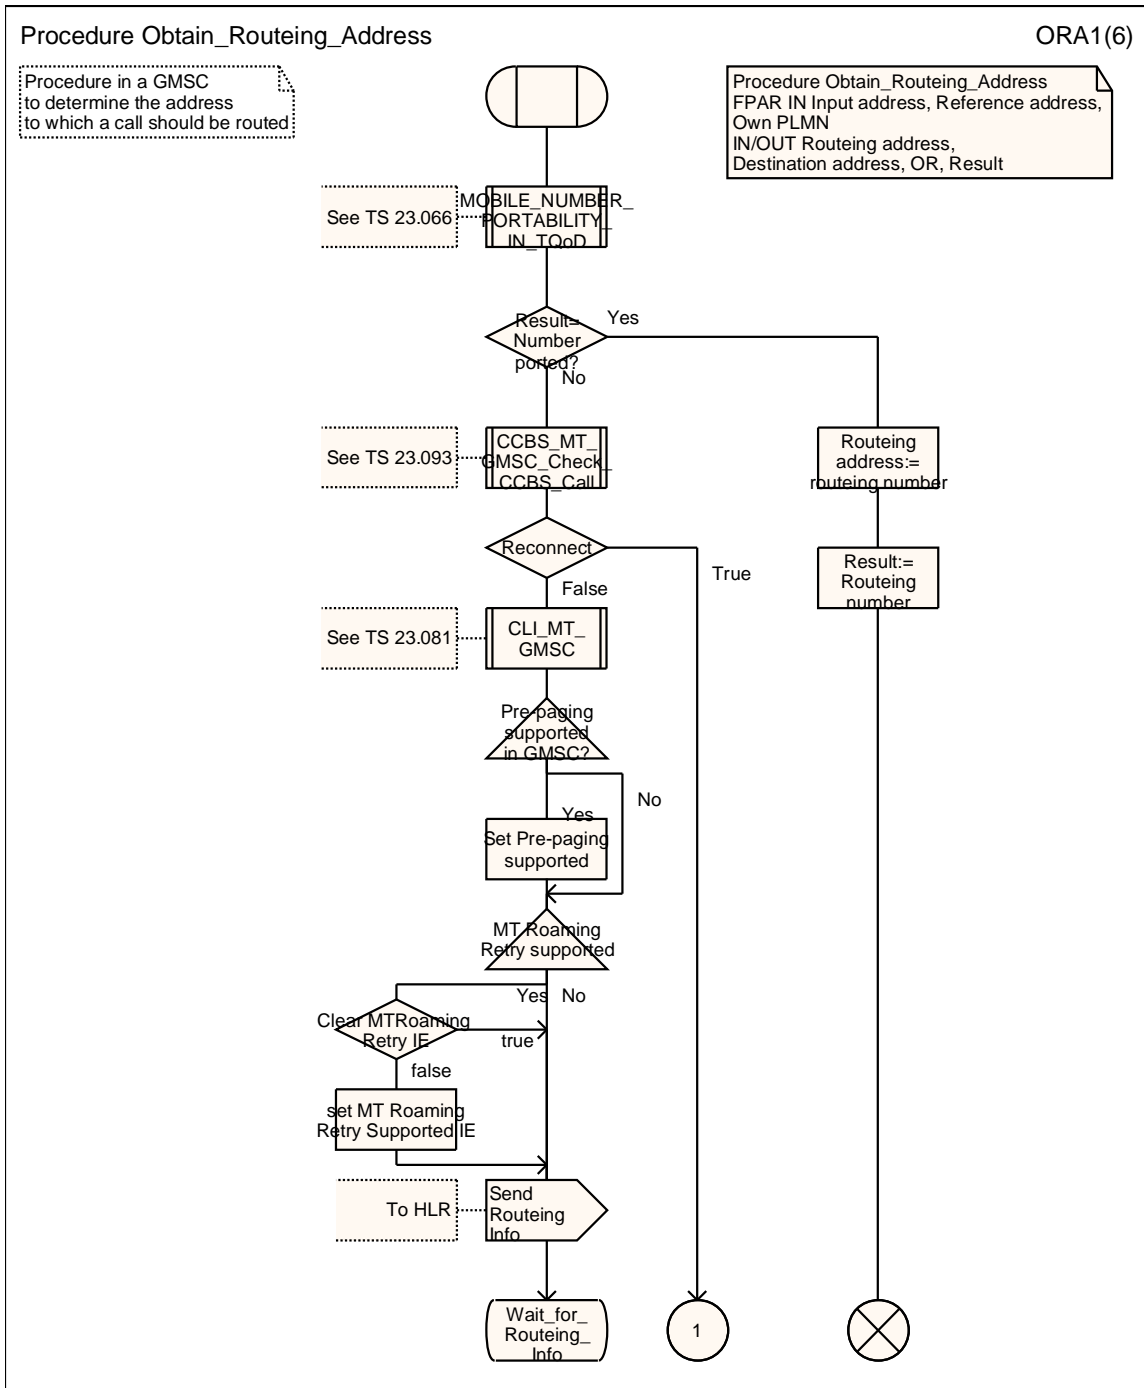 Procedure Obtain_Routeing_Address
ORA1(6)
Procedure in a GMSC
to determine the address
to which a call should be routed
Procedure Obtain_Routeing_Address
FPAR IN Input address, Reference address,
Own PLMN
IN/OUT Routeing address,
Destination address, OR, Result
See TS 23.066
MOBILE_NUMBER_
PORTABILITY_
IN_TQoD
Result=
Number
ported?
Yes
No
See TS 23.093
CCBS_MT_
GMSC_Check_
CCBS_Call
Routeing
address:=
routeing number
Reconnect
True
False
Result:=
Routeing
number
See TS 23.081
CLI_MT_
GMSC
Pre-paging
supported
in GMSC?
No
Yes
Set Pre-paging
supported
MT Roaming
Retry supported
Yes
No
Clear MTRoaming
Retry IE
true
false
set MT Roaming
Retry Supported IE
To HLR
Send
Routeing
Info
Wait_for_
Routeing_
Info
1